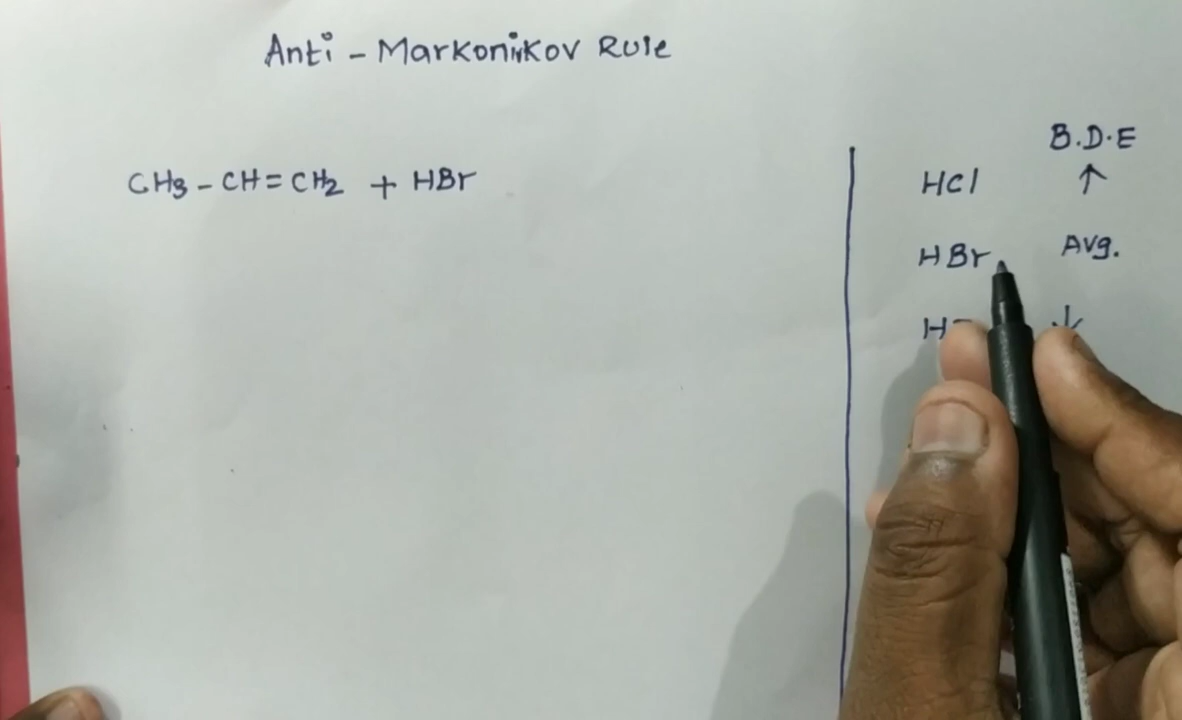 Anti - Markonikov Rule
CH3 - CH = CH2 + HBr
B.D.E
HCl ↑
HBr Avg.
↓